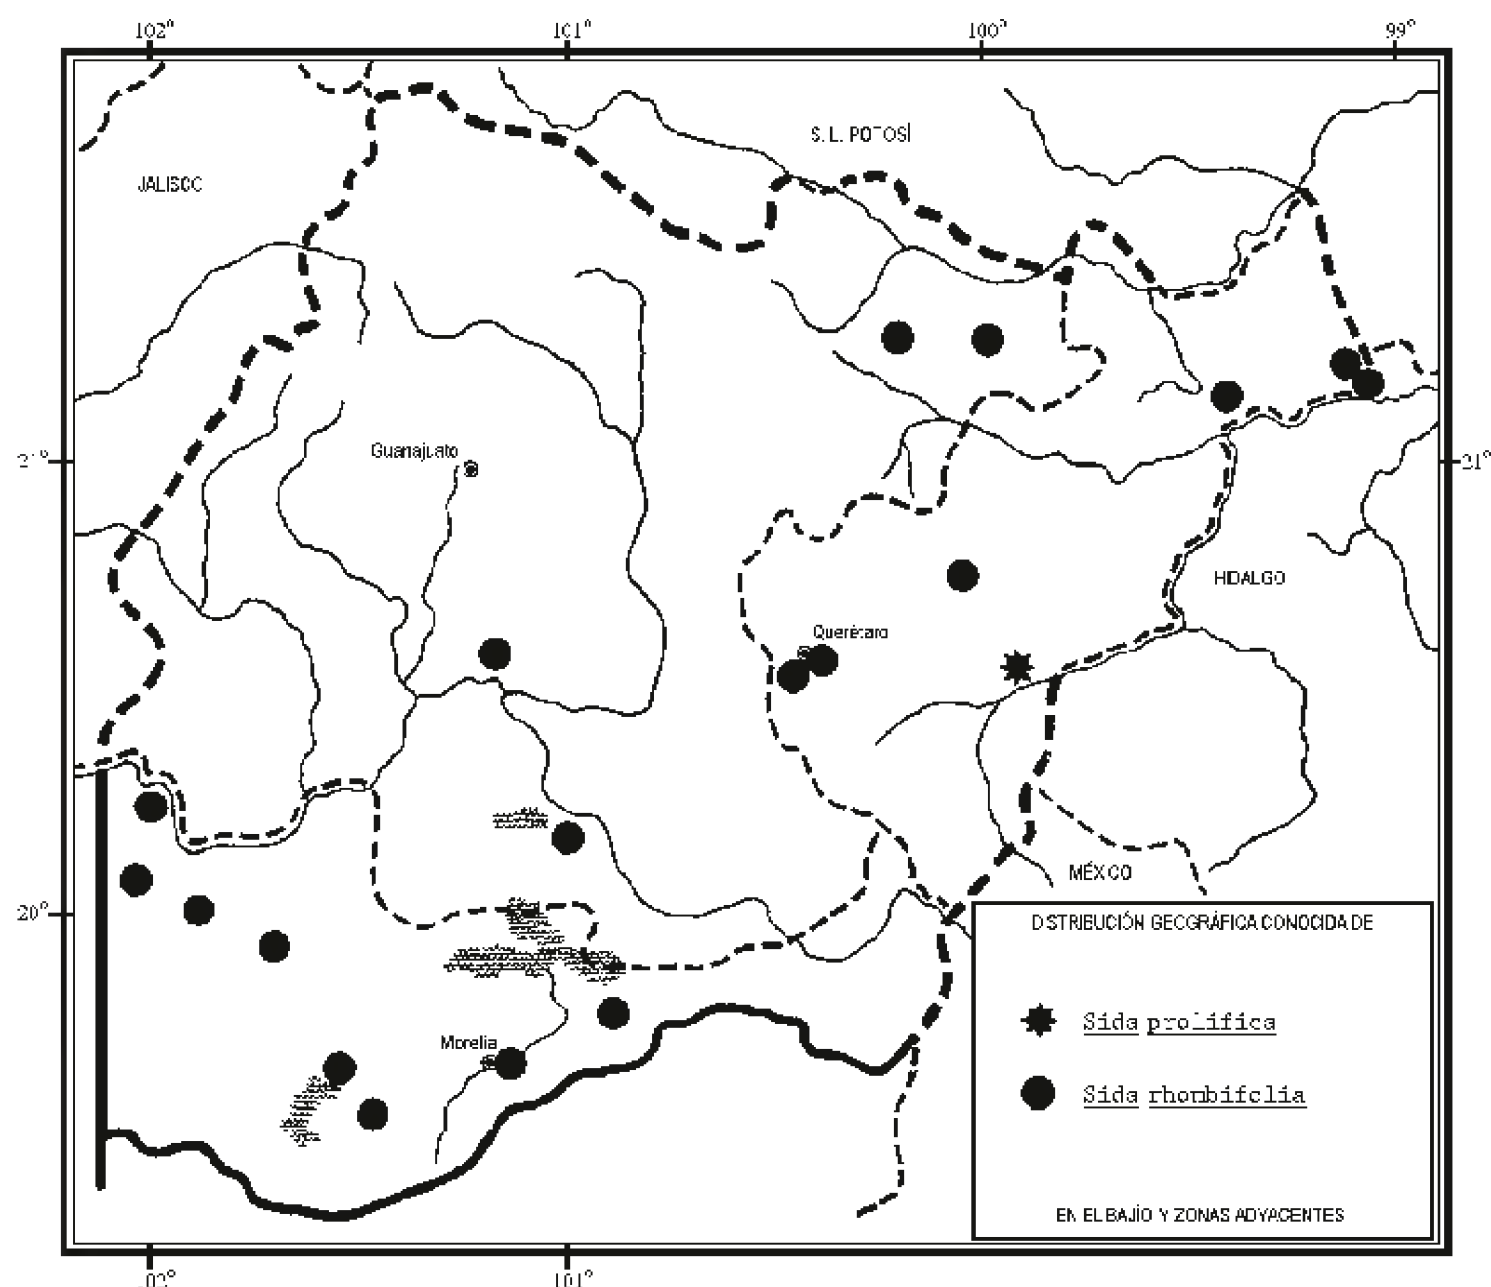 102°
101°
100°
99°
S. L. POTOSÍ
JALISCO
Guanajuato
21°
21°
HIDALGO
Querétaro
MÉXICO
20°
DISTRIBUCIÓN GEOGRÁFICA CONOCIDA DE
Sida prolifica
Morelia
Sida rhombifolia
EN EL BAJÍO Y ZONAS ADYACENTES
102°
101°